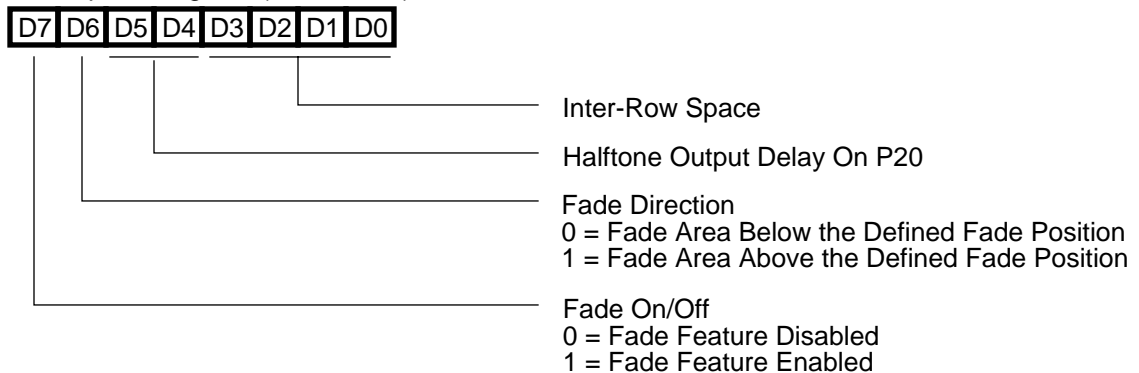 D7 D6 D5 D4 D3 D2 D1 D0
Inter-Row Space
Halftone Output Delay On P20
Fade Direction
0 = Fade Area Below the Defined Fade Position
1 = Fade Area Above the Defined Fade Position
Fade On/Off
0 = Fade Feature Disabled
1 = Fade Feature Enabled